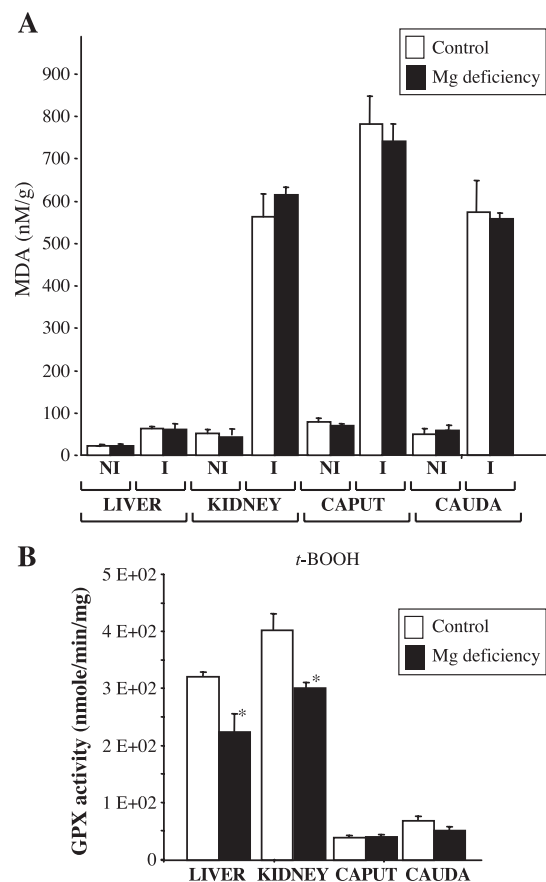 A
Control
Mg deficiency
MDA (nM/g)
900
800
700
600
500
400
300
200
100
00
NI I NI I NI I NI I
LIVER KIDNEY CAPUT CAUDA
B
t-BOOH
Control
Mg deficiency
GPX activity (nmole/min/mg)
5 E+02
4 E+02
3 E+02
2 E+02
1 E+02
0
* *
LIVER KIDNEY CAPUT CAUDA